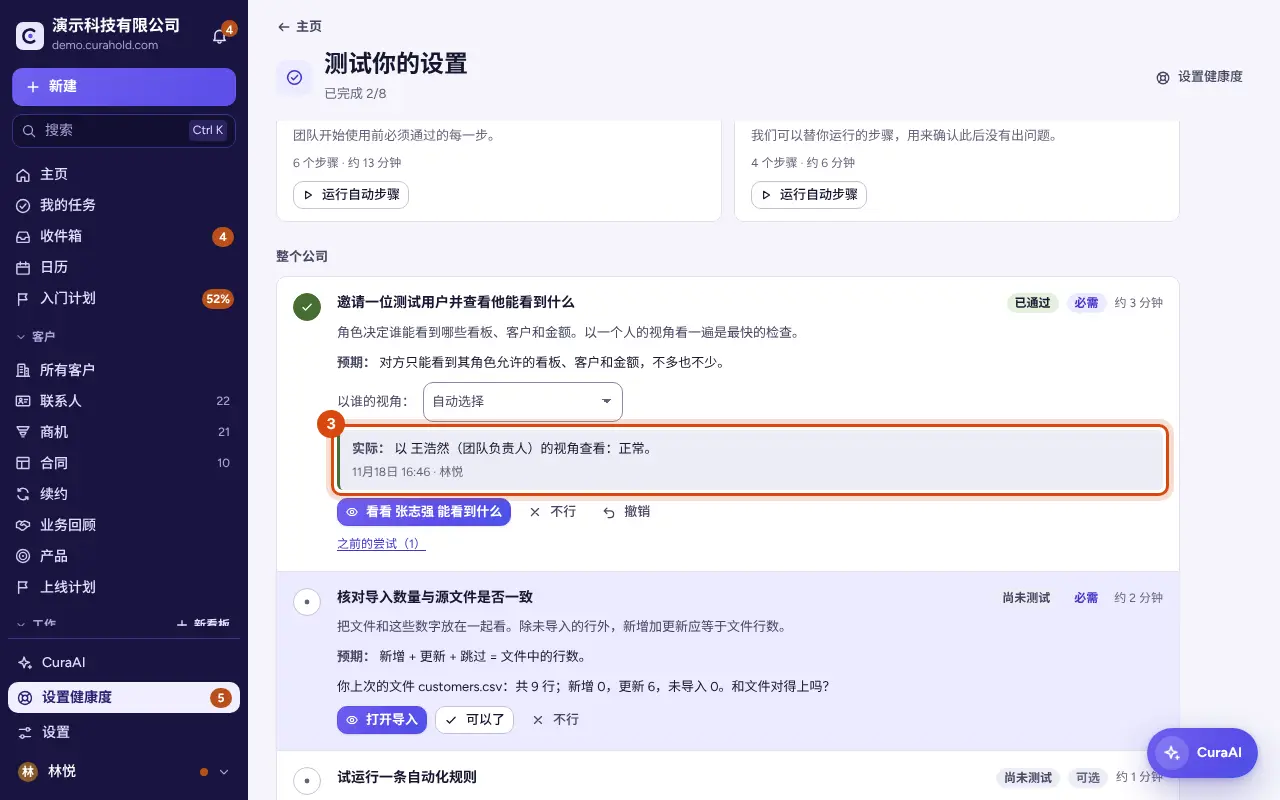 演示科技有限公司
demo.curahold.com
4
新建
搜索
Ctrl K
主页
我的任务
收件箱
4
日历
入门计划
52%
客户
所有客户
联系人
22
商机
21
合同
10
续约
业务回顾
产品
上线计划
工作
新看板
CuraAI
设置健康度
5
设置
林
林悦
主页
测试你的设置
已完成 2/8
设置健康度
团队开始使用前必须通过的每一步。
6 个步骤 · 约 13 分钟
运行自动步骤
我们可以替你运行的步骤，用来确认此后没有出问题。
4 个步骤 · 约 6 分钟
运行自动步骤
整个公司
邀请一位测试用户并查看他能看到什么
已通过
必需
约 3 分钟
角色决定谁能看到哪些看板、客户和金额。以一个人的视角看一遍是最快的检查。
预期： 对方只能看到其角色允许的看板、客户和金额，不多也不少。
以谁的视角：
自动选择
3
实际： 以 王浩然（团队负责人）的视角查看：正常。
11月18日 16:46 · 林悦
看看 张志强 能看到什么
不行
撤销
之前的尝试（1）
核对导入数量与源文件是否一致
尚未测试
必需
约 2 分钟
把文件和这些数字放在一起看。除未导入的行外，新增加更新应等于文件行数。
预期： 新增 + 更新 + 跳过 = 文件中的行数。
你上次的文件 customers.csv：共 9 行；新增 0，更新 6，未导入 0。和文件对得上吗？
打开导入
可以了
不行
试运行一条自动化规则
尚未测试
可选
约 1 分钟
CuraAI